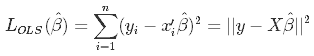 L_{OLS}(\hat{\beta}) = \sum_{i=1}^{n} (y_i - x_i'\hat{\beta})^2 = ||y - X\hat{\beta}||^2